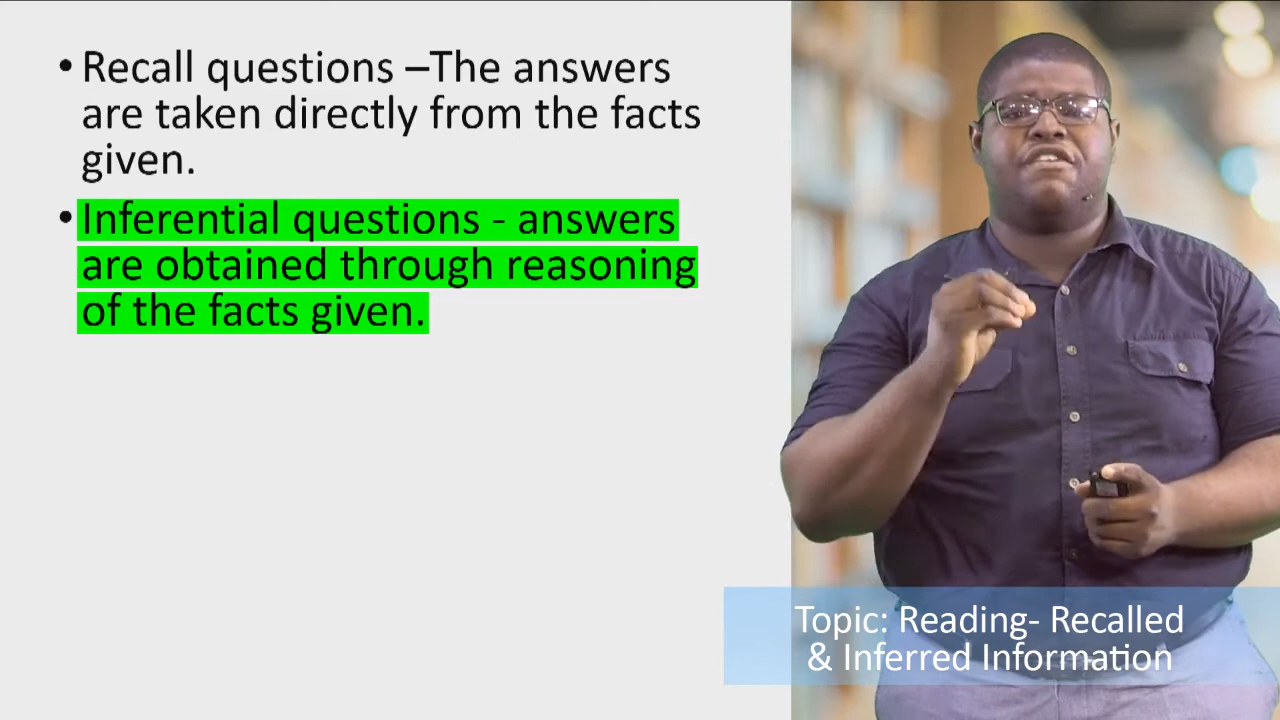 • Recall questions –The answers
are taken directly from the facts
given.
• Inferential questions - answers
are obtained through reasoning
of the facts given.
Topic: Reading- Recalled
& Inferred Information